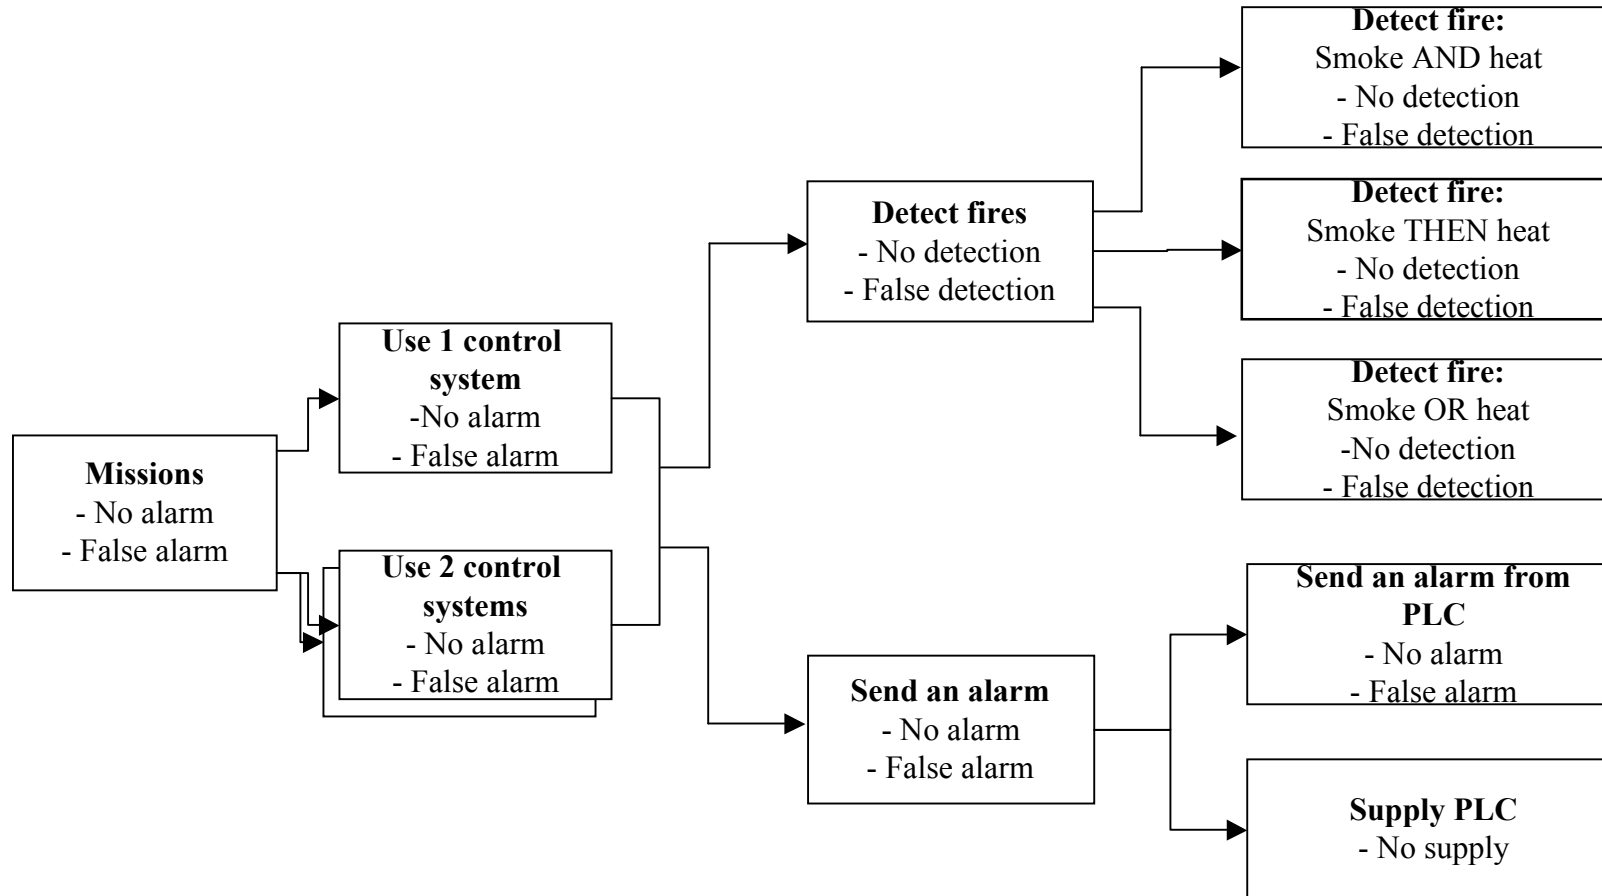 Missions
- No alarm
- False alarm
Use 1 control
system
-No alarm
- False alarm
Use 2 control
systems
- No alarm
- False alarm
Detect fires
- No detection
- False detection
Send an alarm
- No alarm
- False alarm
Detect fire:
Smoke AND heat
- No detection
- False detection
Detect fire:
Smoke THEN heat
- No detection
- False detection
Detect fire:
Smoke OR heat
-No detection
- False detection
Send an alarm from
PLC
- No alarm
- False alarm
Supply PLC
- No supply